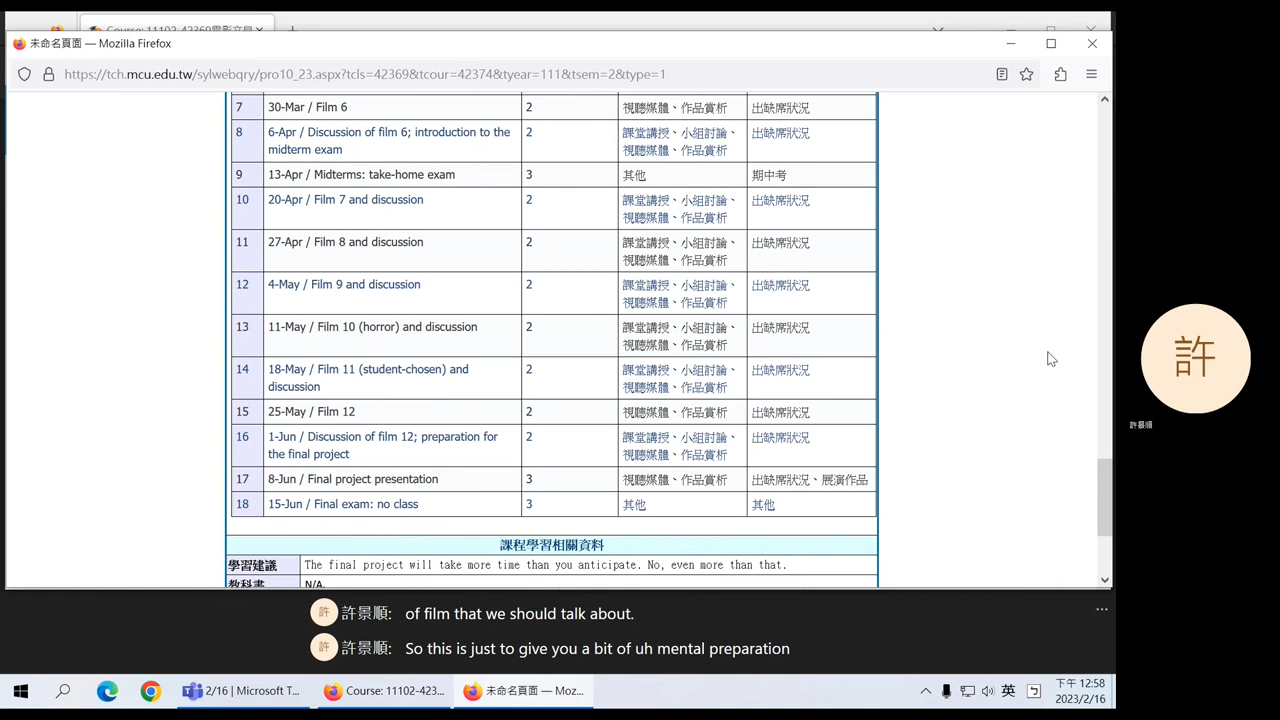 Course: 11102-42369電影文是
未命名頁面 — Mozilla Firefox
https://tch.mcu.edu.tw/sylwebqry/pro10_23.aspx?tcls=42369&tcour=42374&tyear=111&tsem=2&type=1
7 30-Mar / Film 6 2 視聽媒體、作品賞析 出缺席狀況
8 6-Apr / Discussion of film 6; introduction to the 2 課堂講授、小組討論、 出缺席狀況
midterm exam 視聽媒體、作品賞析
9 13-Apr / Midterms: take-home exam 3 其他 期中考
10 20-Apr / Film 7 and discussion 2 課堂講授、小組討論、 出缺席狀況
視聽媒體、作品賞析
11 27-Apr / Film 8 and discussion 2 課堂講授、小組討論、 出缺席狀況
視聽媒體、作品賞析
12 4-May / Film 9 and discussion 2 課堂講授、小組討論、 出缺席狀況
視聽媒體、作品賞析
13 11-May / Film 10 (horror) and discussion 2 課堂講授、小組討論、 出缺席狀況
視聽媒體、作品賞析
14 18-May / Film 11 (student-chosen) and 2 課堂講授、小組討論、 出缺席狀況
discussion 視聽媒體、作品賞析
15 25-May / Film 12 2 視聽媒體、作品賞析 出缺席狀況
16 1-Jun / Discussion of film 12; preparation for 2 課堂講授、小組討論、 出缺席狀況
the final project 視聽媒體、作品賞析
17 8-Jun / Final project presentation 3 視聽媒體、作品賞析 出缺席狀況、展演作品
18 15-Jun / Final exam: no class 3 其他 其他
課程學習相關資料
學習建議 The final project will take more time than you anticipate. No, even more than that.
教科書 N/A.
許
許景順
許 許景順: of film that we should talk about.
許 許景順: So this is just to give you a bit of uh mental preparation
2/16 | Microsoft T... Course: 11102-423... 未命名頁面 — Moz... 英 下午 12:58
2023/2/16